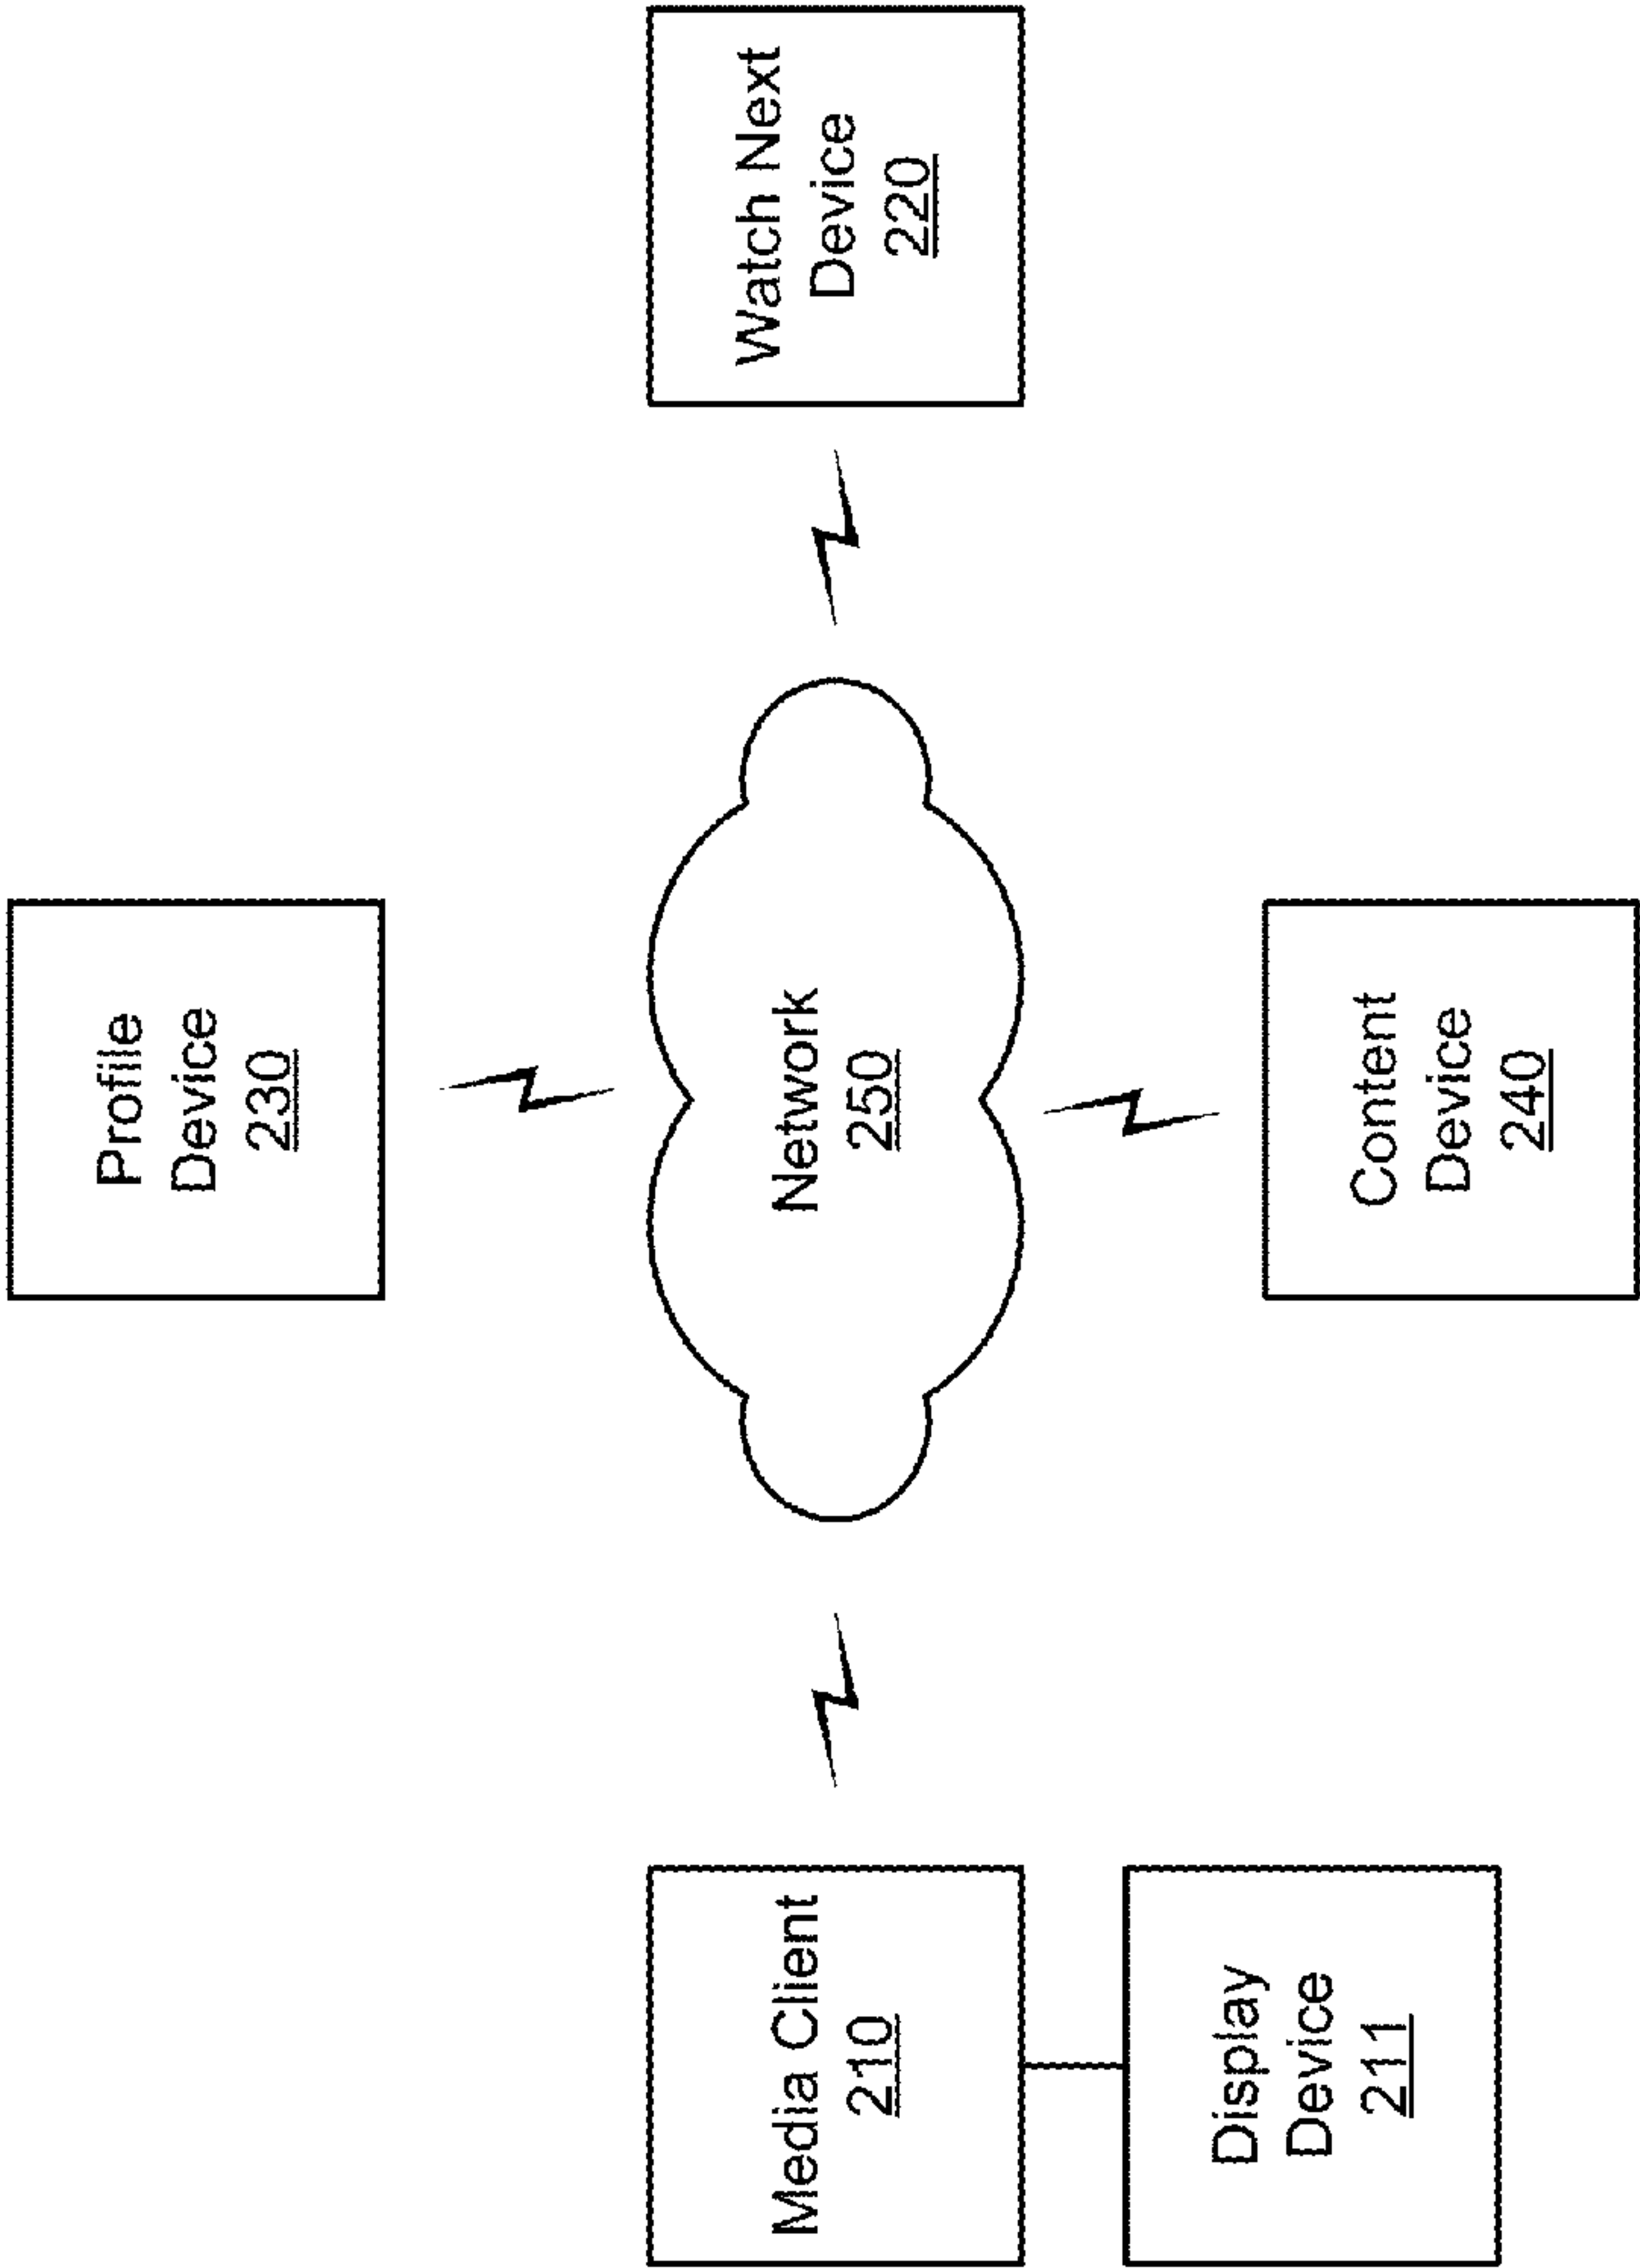 Profile
Device
230
Media Client
210
Network
250
Watch Next
Device
220
Display
Device
211
Content
Device
240